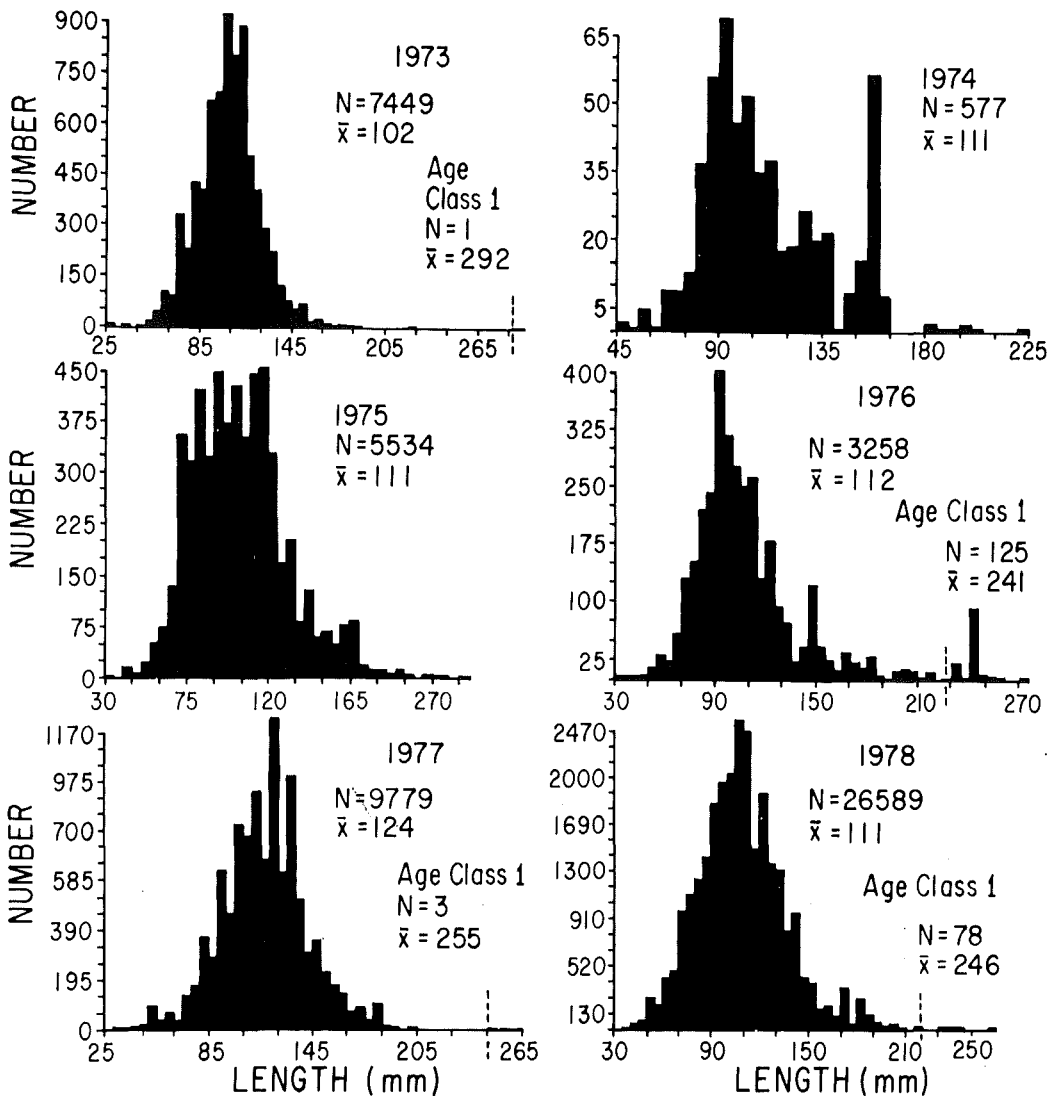 NUMBER
900
750
600
450
300
150
0
25 85 145 205 265
1973
N=7449
x̄=102
Age
Class 1
N=1
x̄=292
65
50
35
20
5
45 90 135 180 225
1974
N=577
x̄=111
NUMBER
450
375
300
225
150
75
0
30 75 120 165 270
1975
N=5534
x̄=111
400
325
250
175
100
25
30 90 150 210 270
1976
N=3258
x̄=112
Age Class 1
N=125
x̄=241
NUMBER
1170
975
700
585
390
195
0
25 85 145 205 265
LENGTH (mm)
1977
N=9779
x̄=124
Age Class 1
N=3
x̄=255
2470
2000
1690
1300
910
520
130
30 90 150 210 250
LENGTH (mm)
1978
N=26589
x̄=111
Age Class 1
N=78
x̄=246